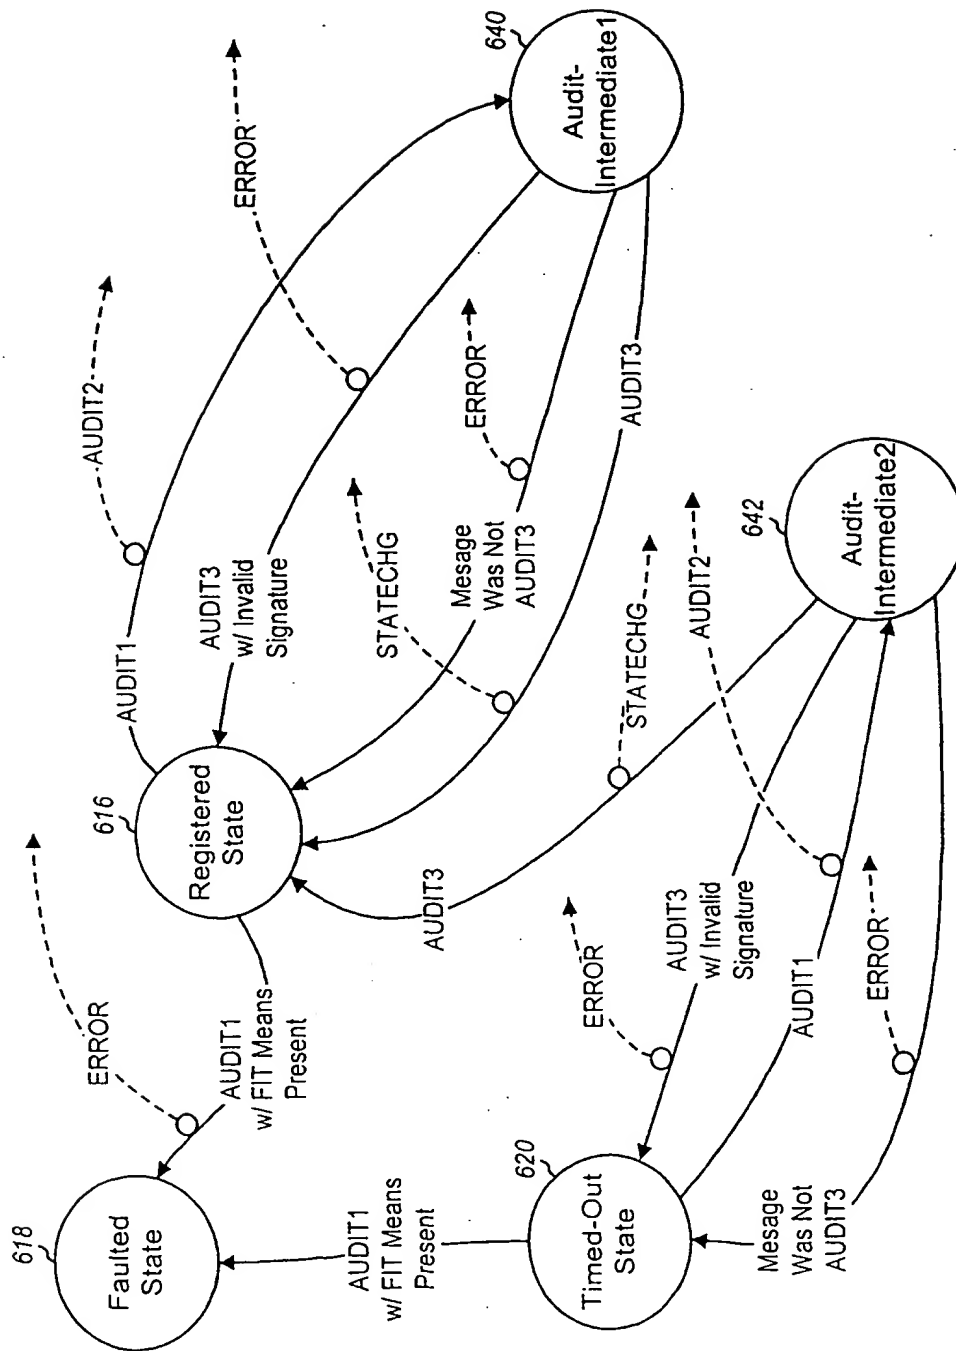 618
Faulted
State
ERROR
AUDIT1
w/ FIT Means
Present
616
Registered
State
AUDIT1
AUDIT2
ERROR
AUDIT3
w/ Invalid
Signature
640
Audit-
Intermediate1
ERROR
Mesage
Was Not
AUDIT3
STATECHG
AUDIT3
AUDIT1
w/ FIT Means
Present
620
Timed-Out
State
AUDIT3
STATECHG
ERROR
AUDIT3
w/ Invalid
Signature
AUDIT2
AUDIT1
642
Audit-
Intermediate2
ERROR
Mesage
Was Not
AUDIT3